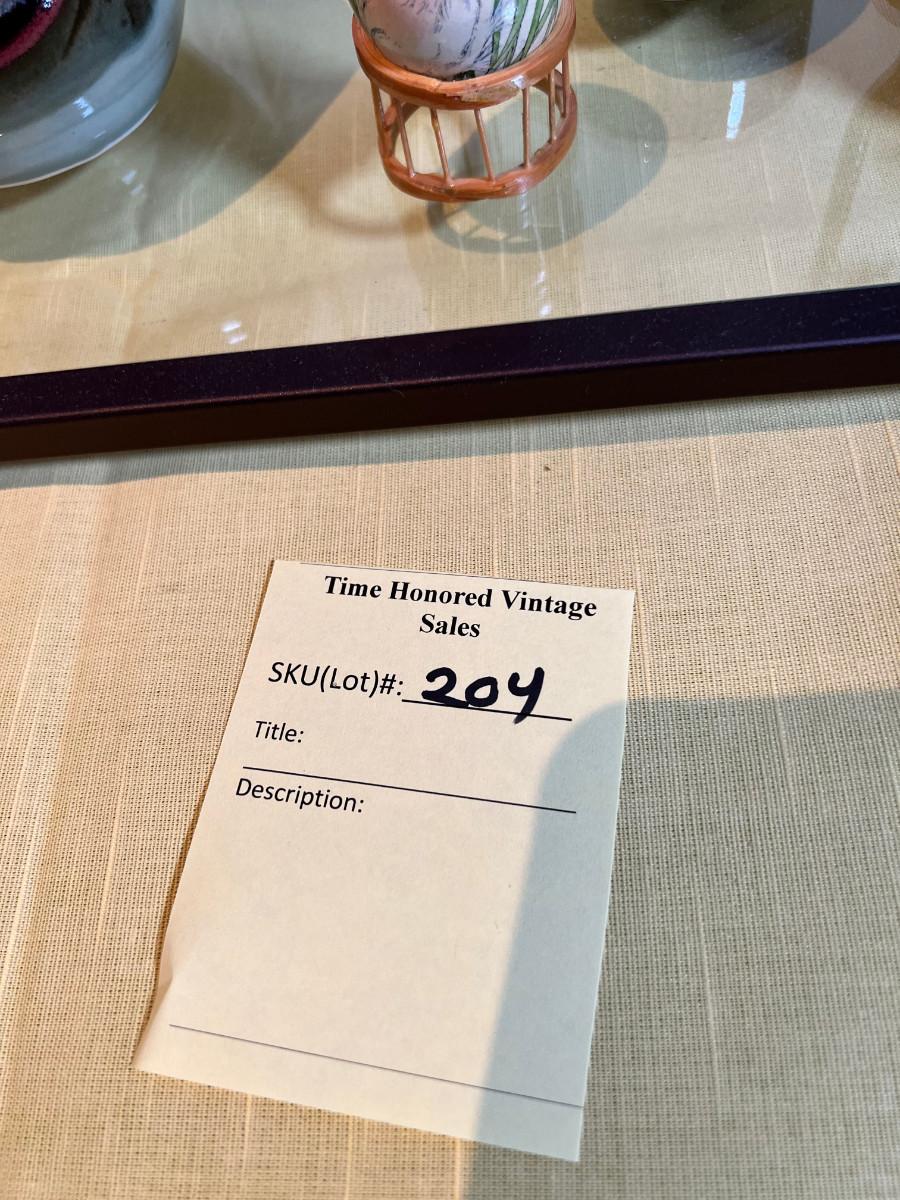 Time Honored Vintage
Sales
SKU(Lot)#: 204
Title:
Description: